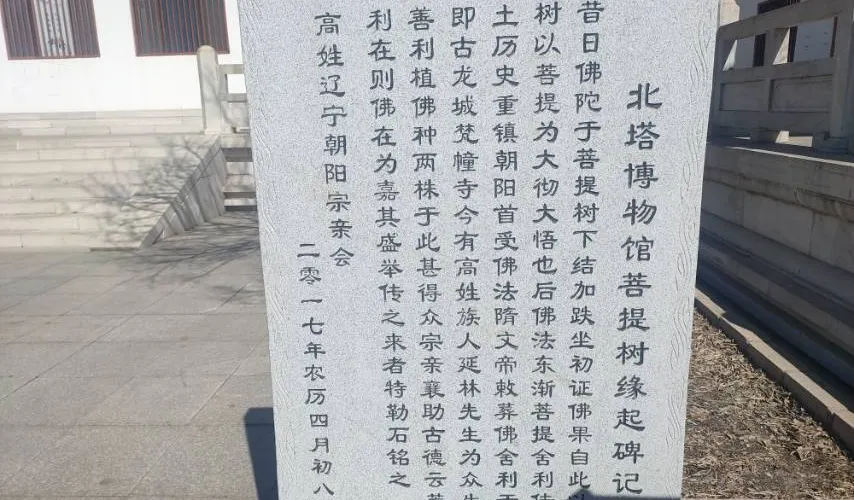 北塔博物馆菩提树缘起碑记
昔日佛陀于菩提树下结加趺坐初证佛果自此
树以菩提为大彻大悟也后佛法东渐菩提舍利
土历史重镇朝阳首受佛法隋文帝敕葬佛舍利
即古龙城梵幢寺今有高姓族人延林先生为众
善利植佛种两株于此甚得众宗亲襄助古德云
利在则佛在为嘉其盛举传之来者特勒石铭之
高姓辽宁朝阳宗亲会
二零一七年农历四月初八